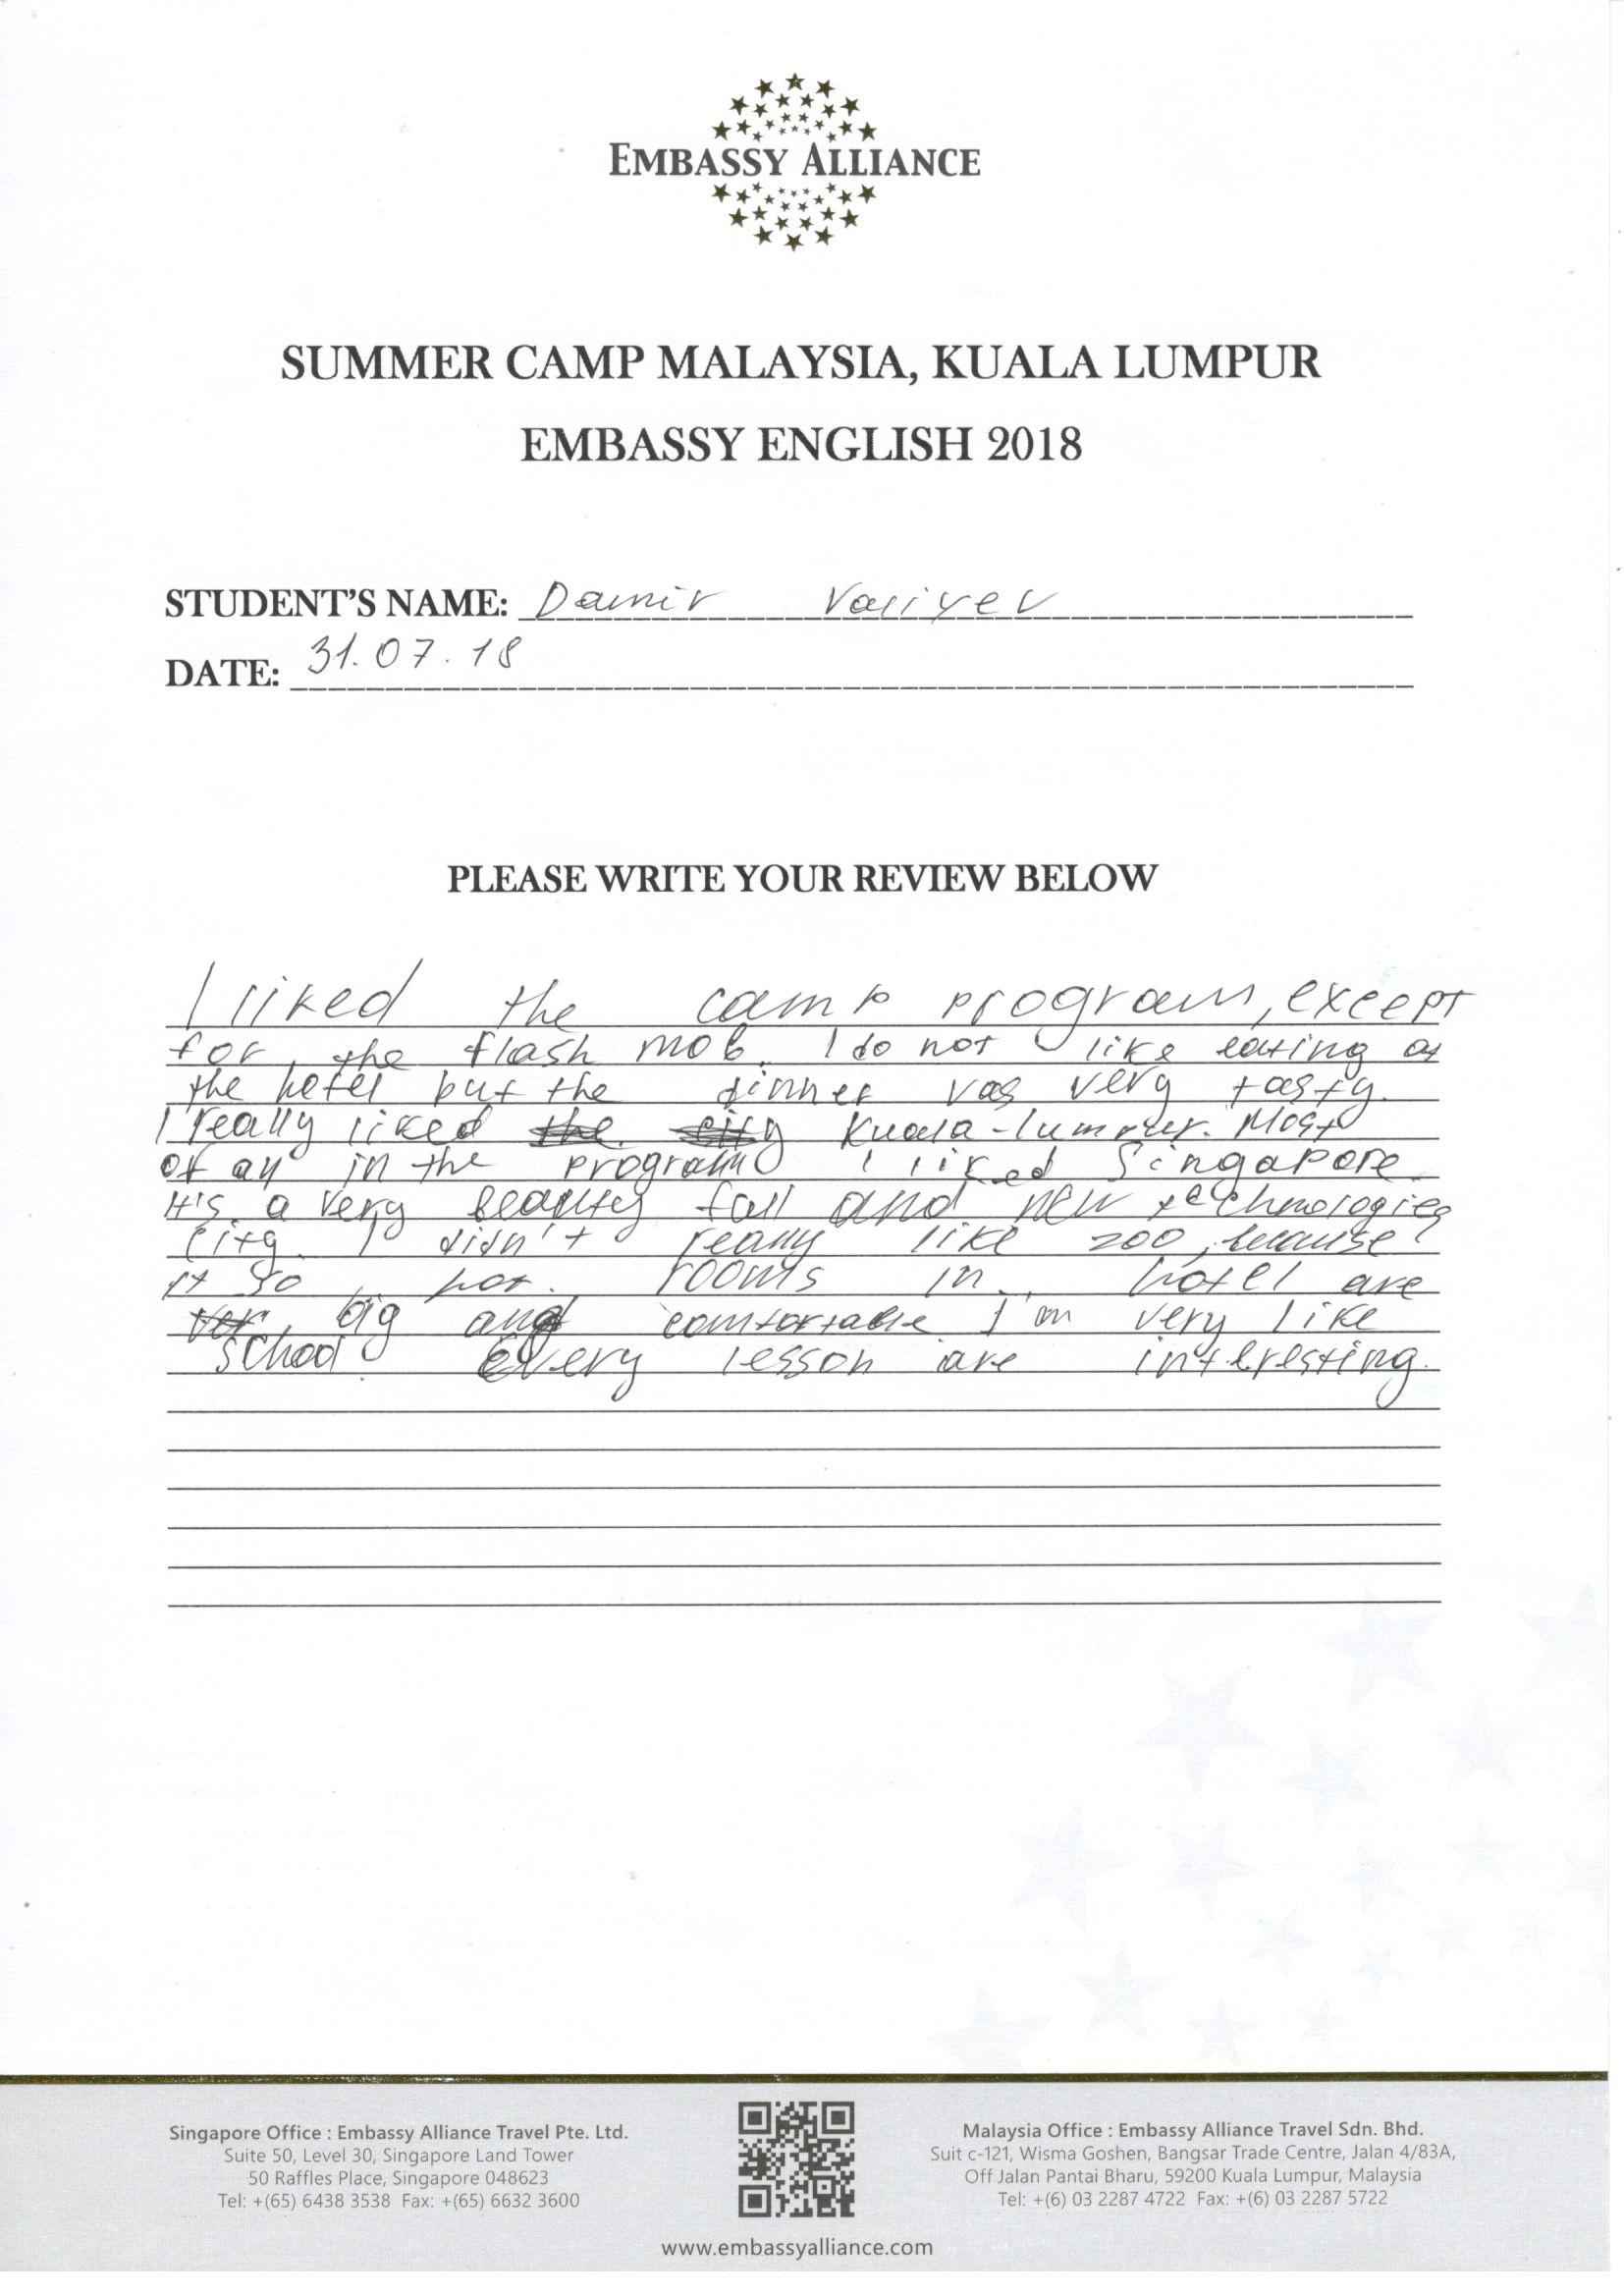 EMBASSY ALLIANCE
SUMMER CAMP MALAYSIA, KUALA LUMPUR
EMBASSY ENGLISH 2018
STUDENT'S NAME: Damir Valiyev
DATE: 31.07.18
PLEASE WRITE YOUR REVIEW BELOW
I liked the camp program, except
for, the flash mob. I do not like eating at
the hotel but the dinner vas very tasty.
I really liked the city Kuala-lumpur. Most
of all in the program I liked Singapore.
It's a very beauty full and new technologies
city. I didn't really like zoo, because
it so hot. rooms in hotel are
big and comfortable. I'm very like
school. Every lesson are interesting.
Singapore Office : Embassy Alliance Travel Pte. Ltd.
Suite 50, Level 30, Singapore Land Tower
50 Raffles Place, Singapore 048623
Tel: +(65) 6438 3538 Fax: +(65) 6632 3600
Malaysia Office : Embassy Alliance Travel Sdn. Bhd.
Suit c-121, Wisma Goshen, Bangsar Trade Centre, Jalan 4/83A,
Off Jalan Pantai Bharu, 59200 Kuala Lumpur, Malaysia
Tel: +(6) 03 2287 4722 Fax: +(6) 03 2287 5722
www.embassyalliance.com